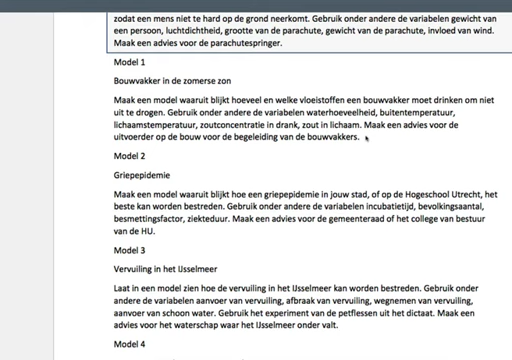 zodat een mens niet te hard op de grond neerkomt. Gebruik onder andere de variabelen gewicht van
een persoon, luchtdichtheid, grootte van de parachute, gewicht van de parachute, invloed van wind.
Maak een advies voor de parachutespringer.
Model 1
Bouwvakker in de zomerse zon
Maak een model waaruit blijkt hoeveel en welke vloeistoffen een bouwvakker moet drinken om niet
uit te drogen. Gebruik onder andere de variabelen waterhoeveelheid, buitentemperatuur,
lichaamstemperatuur, zoutconcentratie in drank, zout in lichaam. Maak een advies voor de
uitvoerder op de bouw voor de begeleiding van de bouwvakkers.
Model 2
Griepepidemie
Maak een model waaruit blijkt hoe een griepepidemie in jouw stad, of op de Hogeschool Utrecht, het
beste kan worden bestreden. Gebruik onder andere de variabelen incubatietijd, bevolkingsaantal,
besmettingsfactor, ziekteduur. Maak een advies voor de gemeenteraad of het college van bestuur
van de HU.
Model 3
Vervuiling in het IJsselmeer
Laat in een model zien hoe de vervuiling in het IJsselmeer kan worden bestreden. Gebruik onder
andere de variabelen aanvoer van vervuiling, afbraak van vervuiling, wegnemen van vervuiling,
aanvoer van schoon water. Gebruik het experiment van de petflessen uit het dictaat. Maak een
advies voor het waterschap waar het IJsselmeer onder valt.
Model 4